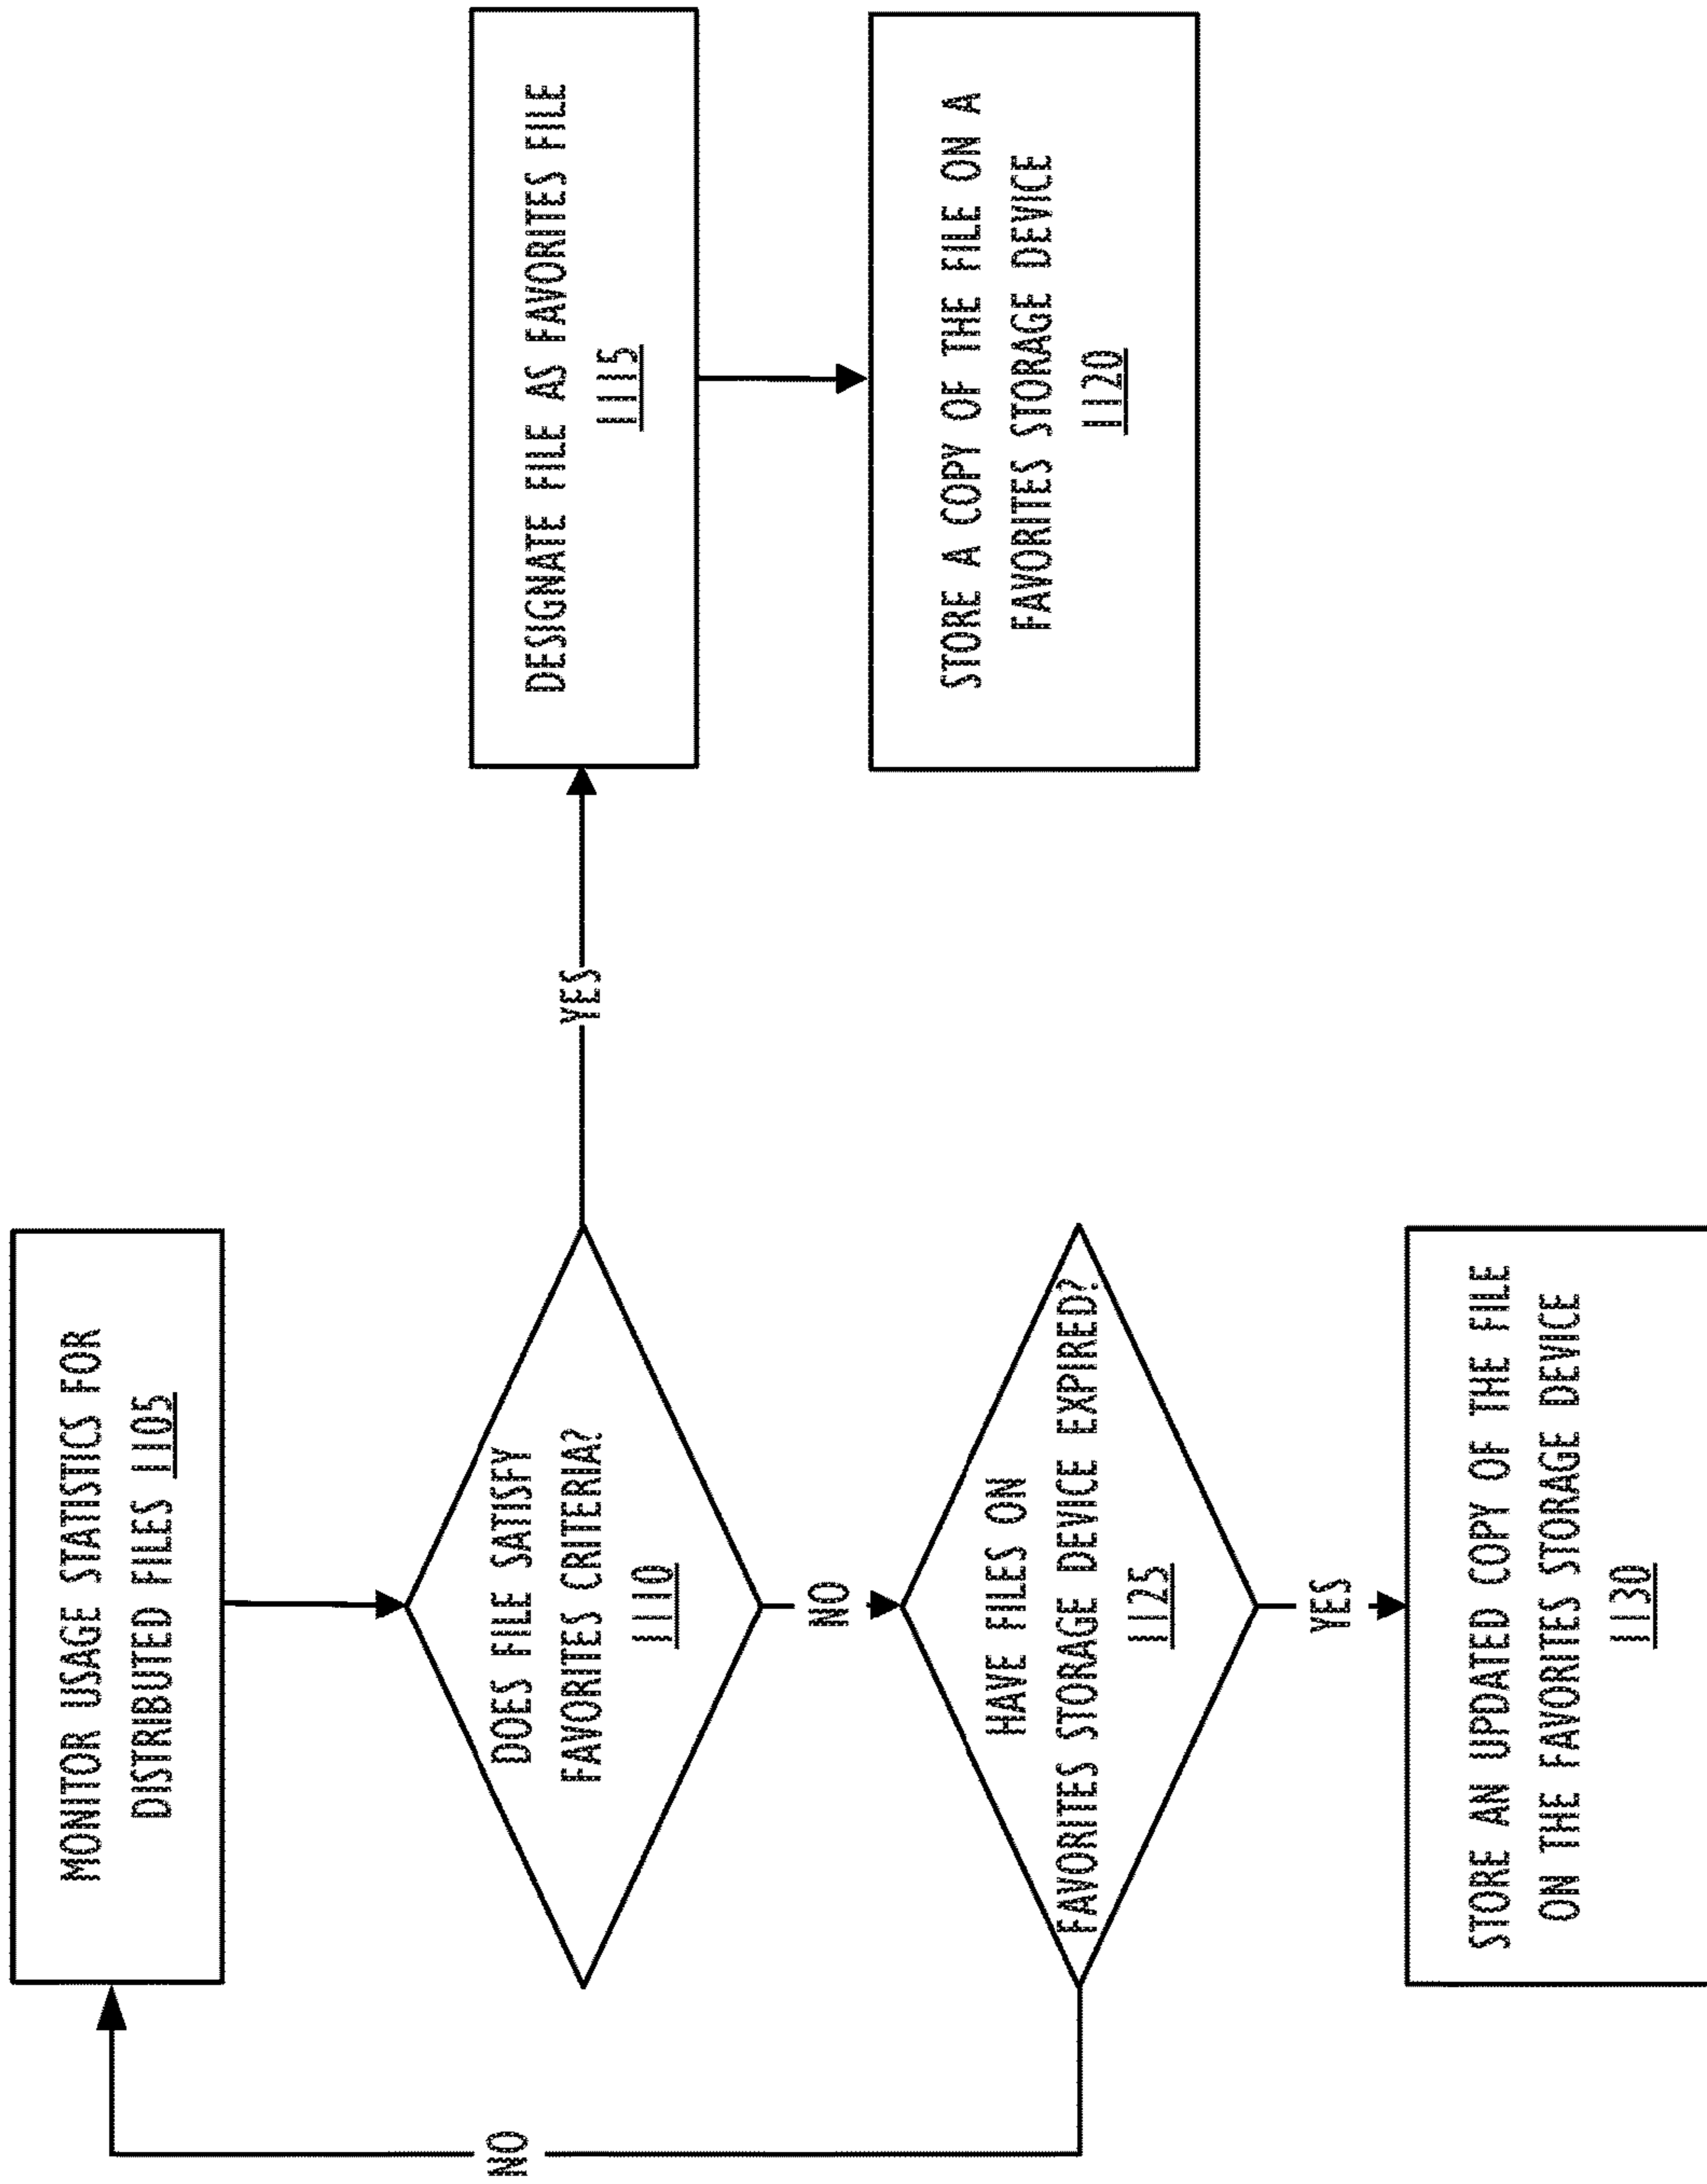 MONITOR USAGE STATISTICS FOR
DISTRIBUTED FILES 1105
DOES FILE SATISFY
FAVORITES CRITERIA?
1110
YES
DESIGNATE FILE AS FAVORITES FILE
1115
STORE A COPY OF THE FILE ON A
FAVORITES STORAGE DEVICE
1120
NO
HAVE FILES ON
FAVORITES STORAGE DEVICE EXPIRED?
1125
NO
YES
STORE AN UPDATED COPY OF THE FILE
ON THE FAVORITES STORAGE DEVICE
1130